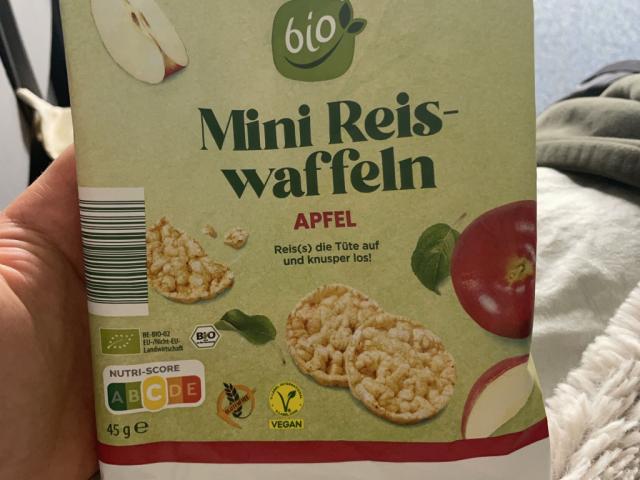 bio
Mini Reis-
waffeln
APFEL
Reis(s) die Tüte auf
und knusper los!
BE-BIO-02
EU-/Nicht-EU-
Landwirtschaft
BIO
NUTRI-SCORE
A B C D E
GLUTENFREI
VEGAN
45 g ℮